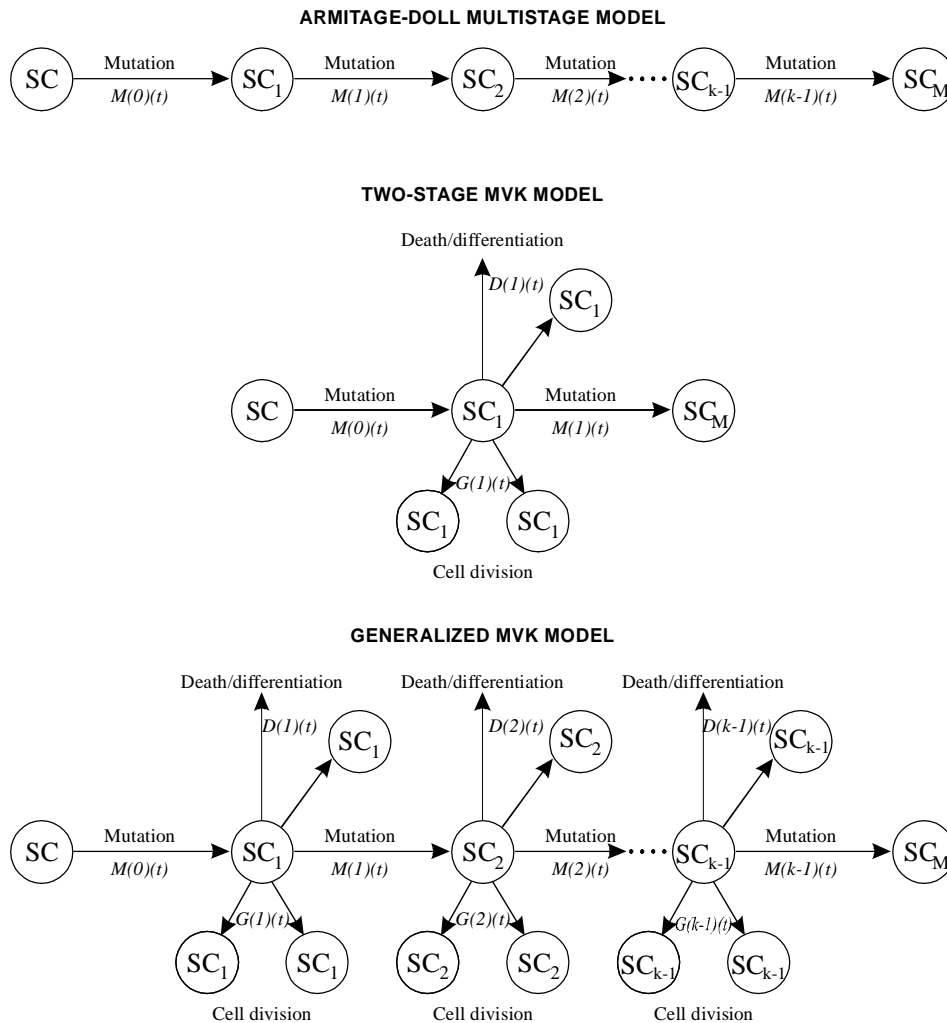 ARMITAGE-DOLL MULTISTAGE MODEL
Mutation Mutation Mutation Mutation
SC SC₁ SC₂ SCₖ₋₁ SC_M
M(0)(t) M(1)(t) M(2)(t) M(k-1)(t)
TWO-STAGE MVK MODEL
Death/differentiation
D(1)(t)
SC₁
Mutation Mutation
SC SC₁ SC_M
M(0)(t) M(1)(t)
G(1)(t)
SC₁ SC₁
Cell division
GENERALIZED MVK MODEL
Death/differentiation Death/differentiation Death/differentiation
D(1)(t) D(2)(t) D(k-1)(t)
SC₁ SC₂ SCₖ₋₁
Mutation Mutation Mutation Mutation
SC SC₁ SC₂ SCₖ₋₁ SC_M
M(0)(t) M(1)(t) M(2)(t) M(k-1)(t)
G(1)(t) G(2)(t) G(k-1)(t)
SC₁ SC₁ SC₂ SC₂ SCₖ₋₁ SCₖ₋₁
Cell division Cell division Cell division